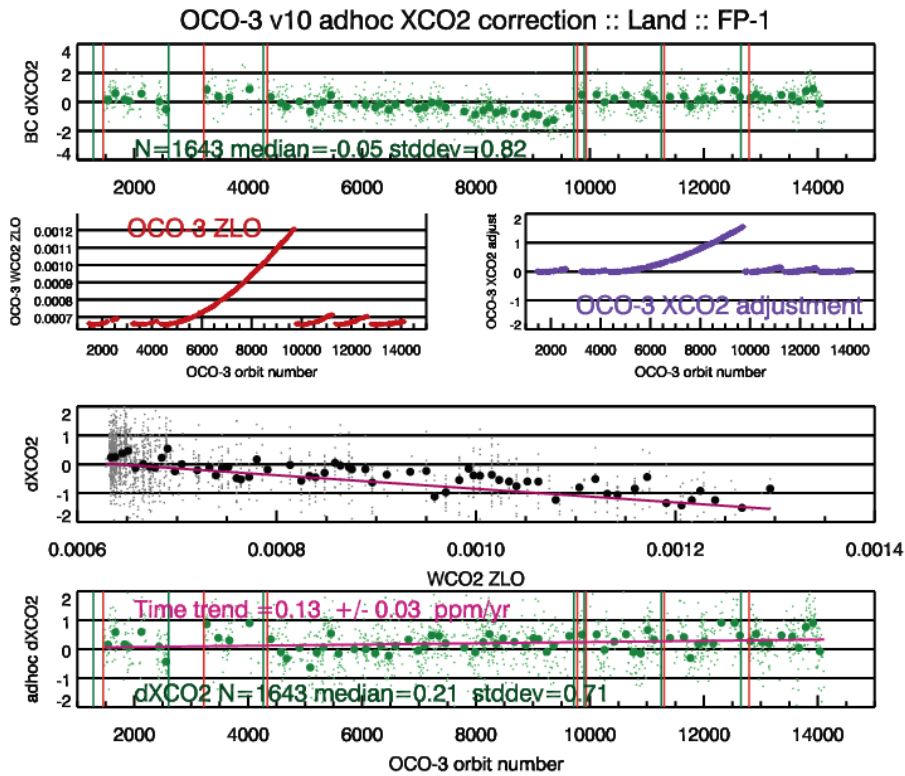 OCO-3 v10 adhoc XCO2 correction :: Land :: FP-1
BC dXCO2
4
2
0
-2
-4
N=1643 median=-0.05 stddev=0.82
2000 4000 6000 8000 10000 12000 14000
OCO-3 WCO2 ZLO
0.0012
0.0011
0.0010
0.0009
0.0008
0.0007
OCO-3 ZLO
2000 4000 6000 8000 10000 12000 14000
OCO-3 orbit number
OCO-3 XCO2 adjust
2
1
0
-1
-2
OCO-3 XCO2 adjustment
2000 4000 6000 8000 10000 12000 14000
OCO-3 orbit number
dXCO2
2
1
0
-1
-2
0.0006 0.0008 0.0010 0.0012 0.0014
WCO2 ZLO
adhoc dXCO2
2
1
0
-1
-2
Time trend =0.13 +/- 0.03 ppm/yr
dXCO2 N=1643 median=0.21 stddev=0.71
2000 4000 6000 8000 10000 12000 14000
OCO-3 orbit number